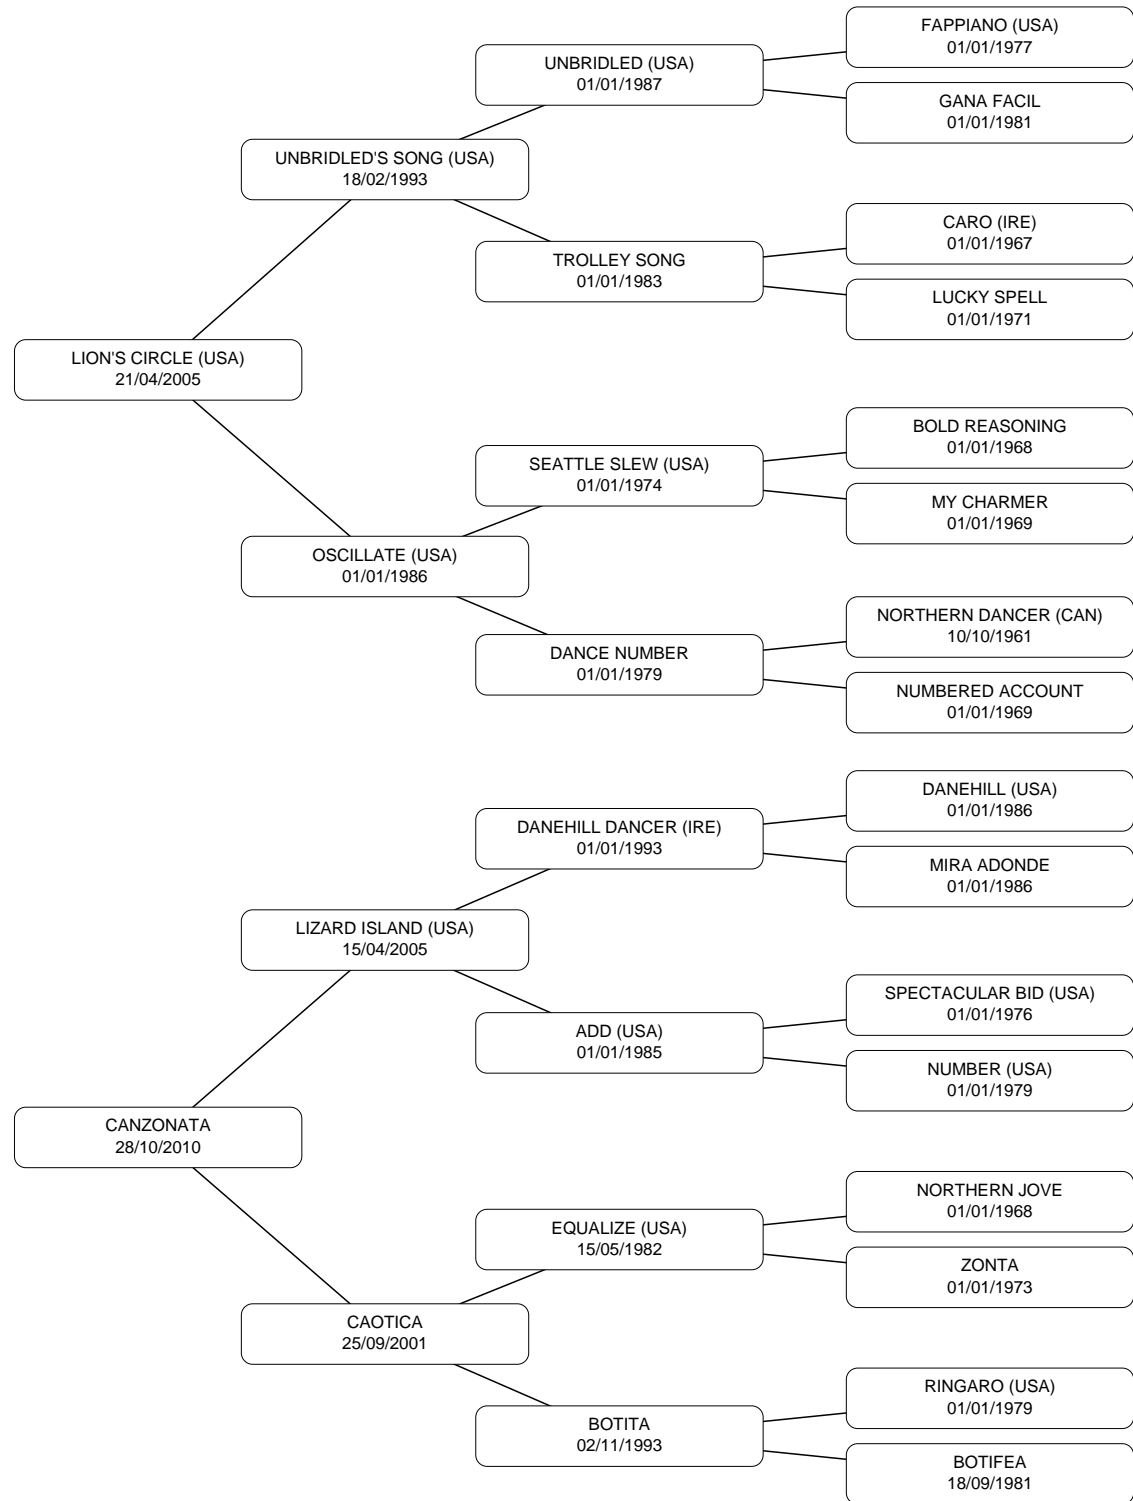 FAPPIANO (USA)
01/01/1977
UNBRIDLED (USA)
01/01/1987
GANA FACIL
01/01/1981
UNBRIDLED'S SONG (USA)
18/02/1993
CARO (IRE)
01/01/1967
TROLLEY SONG
01/01/1983
LUCKY SPELL
01/01/1971
LION'S CIRCLE (USA)
21/04/2005
BOLD REASONING
01/01/1968
SEATTLE SLEW (USA)
01/01/1974
MY CHARMER
01/01/1969
OSCILLATE (USA)
01/01/1986
NORTHERN DANCER (CAN)
10/10/1961
DANCE NUMBER
01/01/1979
NUMBERED ACCOUNT
01/01/1969
DANEHILL (USA)
01/01/1986
DANEHILL DANCER (IRE)
01/01/1993
MIRA ADONDE
01/01/1986
LIZARD ISLAND (USA)
15/04/2005
SPECTACULAR BID (USA)
01/01/1976
ADD (USA)
01/01/1985
NUMBER (USA)
01/01/1979
CANZONATA
28/10/2010
NORTHERN JOVE
01/01/1968
EQUALIZE (USA)
15/05/1982
ZONTA
01/01/1973
CAOTICA
25/09/2001
RINGARO (USA)
01/01/1979
BOTITA
02/11/1993
BOTIFEA
18/09/1981